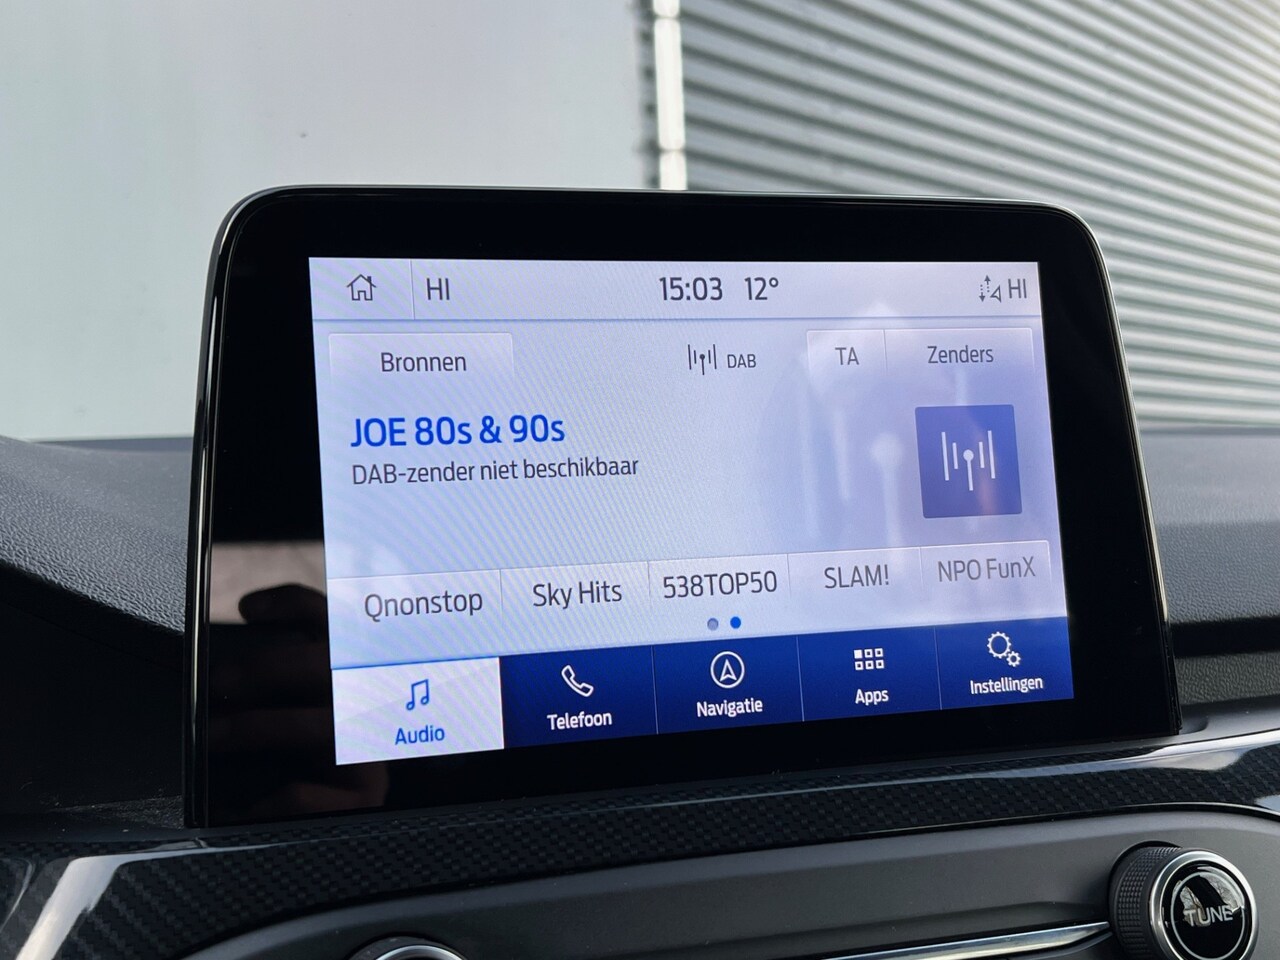 HI 15:03 12° HI
Bronnen DAB TA Zenders
JOE 80s & 90s
DAB-zender niet beschikbaar
Qnonstop Sky Hits 538TOP50 SLAM! NPO FunX
Audio Telefoon Navigatie Apps Instellingen
TUNE